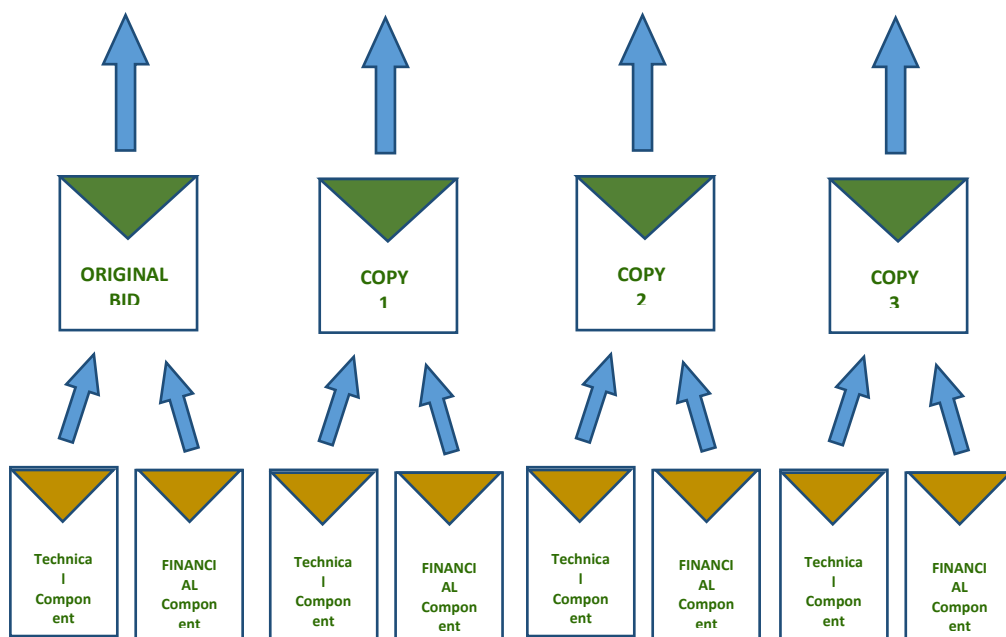 ORIGINAL
BID
COPY
1
COPY
2
COPY
3
Technica
l
Compon
ent
FINANCI
AL
Compon
ent
Technica
l
Compon
ent
FINANCI
AL
Compon
ent
Technica
l
Compon
ent
FINANCI
AL
Compon
ent
Technica
l
Compon
ent
FINANCI
AL
Compon
ent